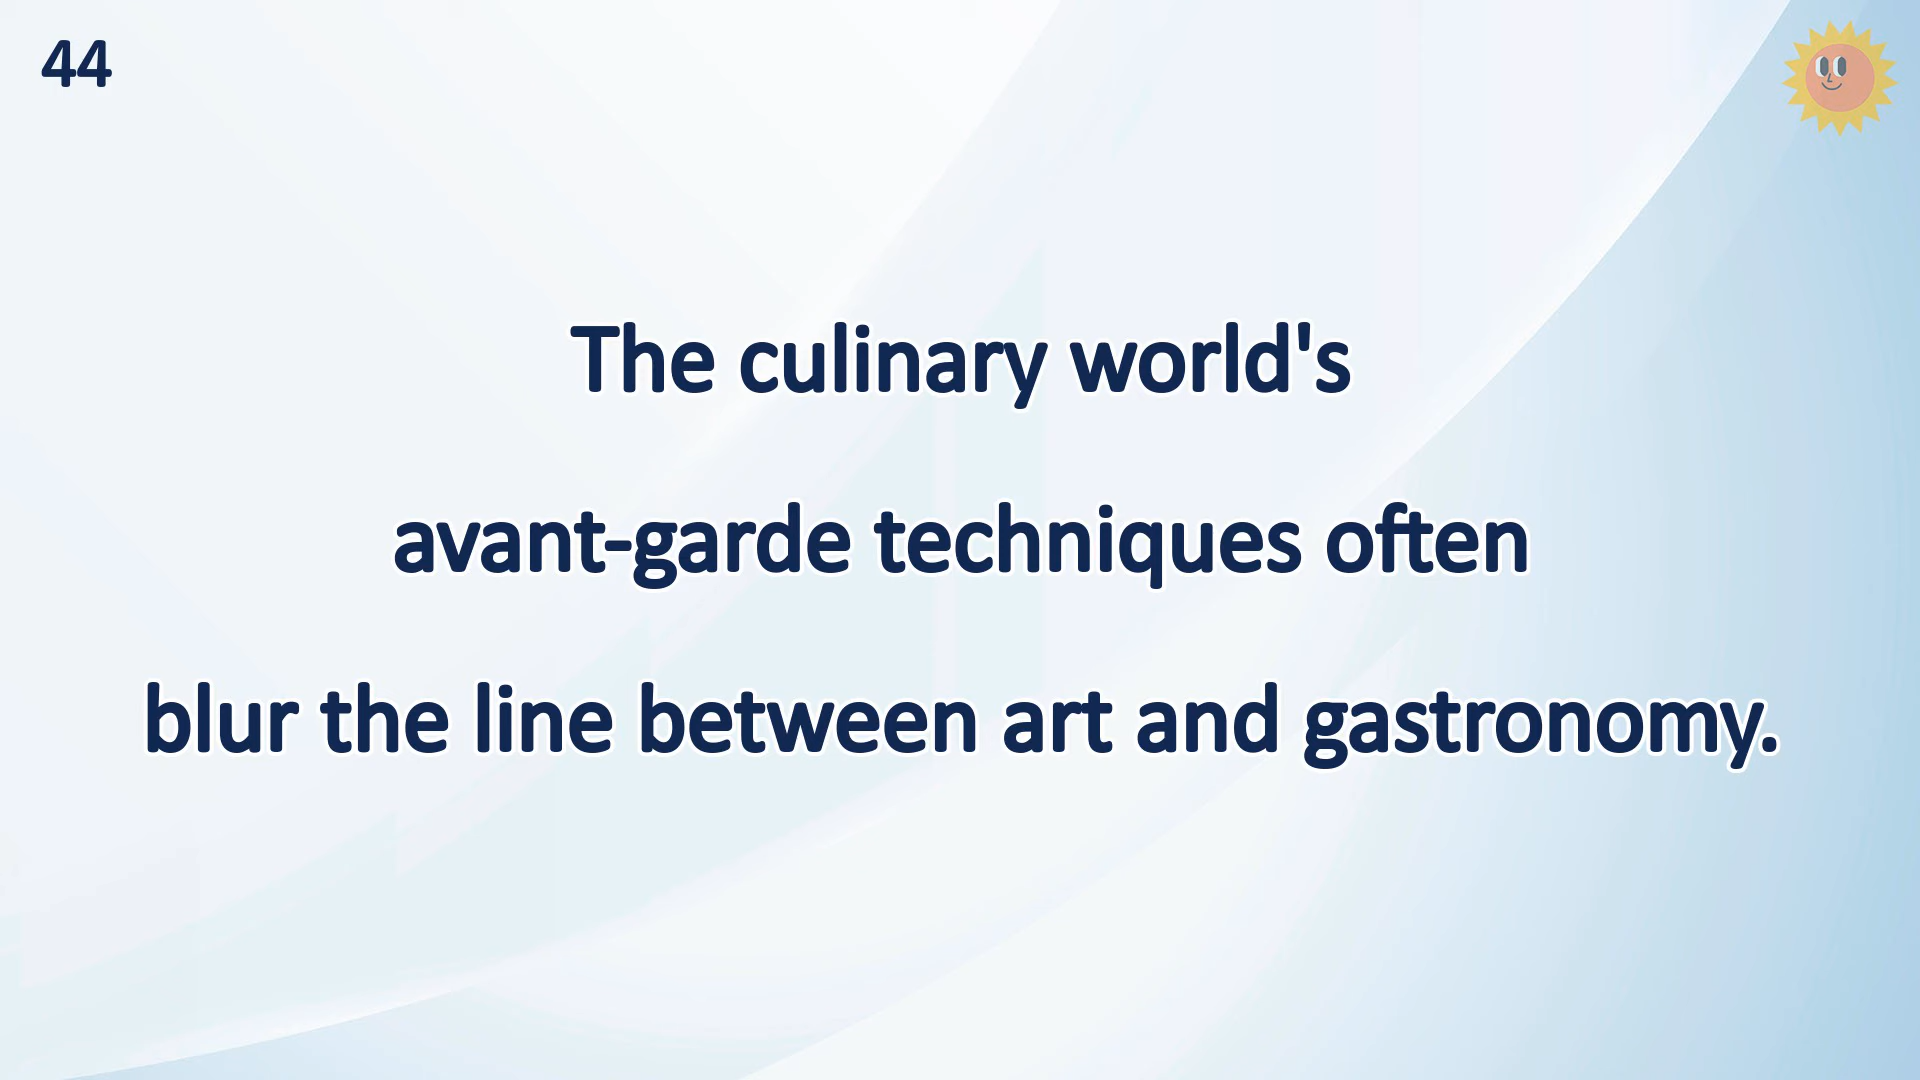 44
The culinary world's
avant-garde techniques often
blur the line between art and gastronomy.